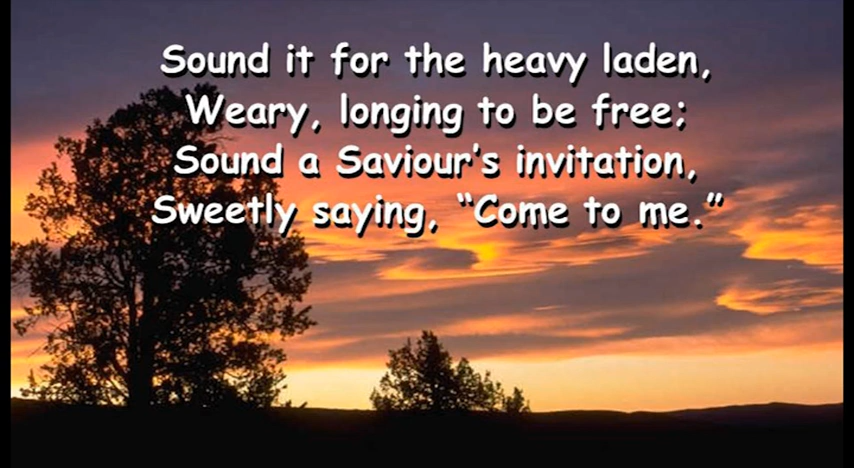 Sound it for the heavy laden,
Weary, longing to be free;
Sound a Saviour's invitation,
Sweetly saying, “Come to me.”